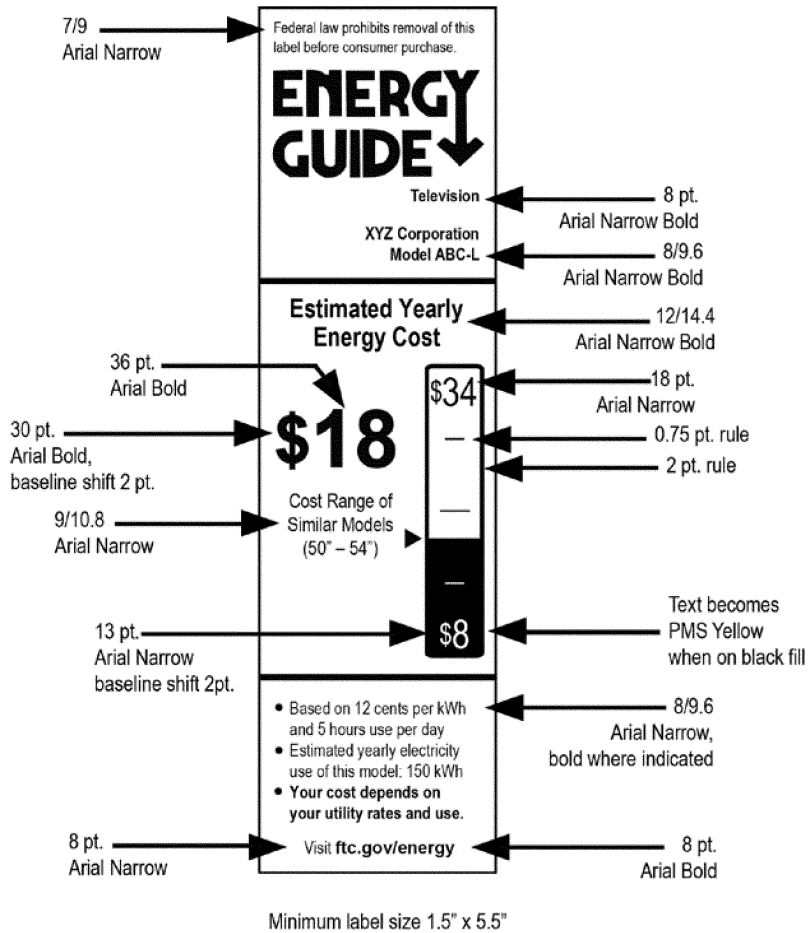 7/9
Arial Narrow
Federal law prohibits removal of this
label before consumer purchase.
ENERGY
GUIDE
Television
8 pt.
Arial Narrow Bold
XYZ Corporation
Model ABC-L
8/9.6
Arial Narrow Bold
Estimated Yearly
Energy Cost
12/14.4
Arial Narrow Bold
36 pt.
Arial Bold
$34
18 pt.
Arial Narrow
30 pt.
Arial Bold,
baseline shift 2 pt.
$18
0.75 pt. rule
2 pt. rule
9/10.8
Arial Narrow
Cost Range of
Similar Models
(50” – 54”)
13 pt.
Arial Narrow
baseline shift 2pt.
$8
Text becomes
PMS Yellow
when on black fill
• Based on 12 cents per kWh
and 5 hours use per day
• Estimated yearly electricity
use of this model: 150 kWh
• Your cost depends on
your utility rates and use.
8/9.6
Arial Narrow,
bold where indicated
8 pt.
Arial Narrow
Visit ftc.gov/energy
8 pt.
Arial Bold
Minimum label size 1.5” x 5.5”